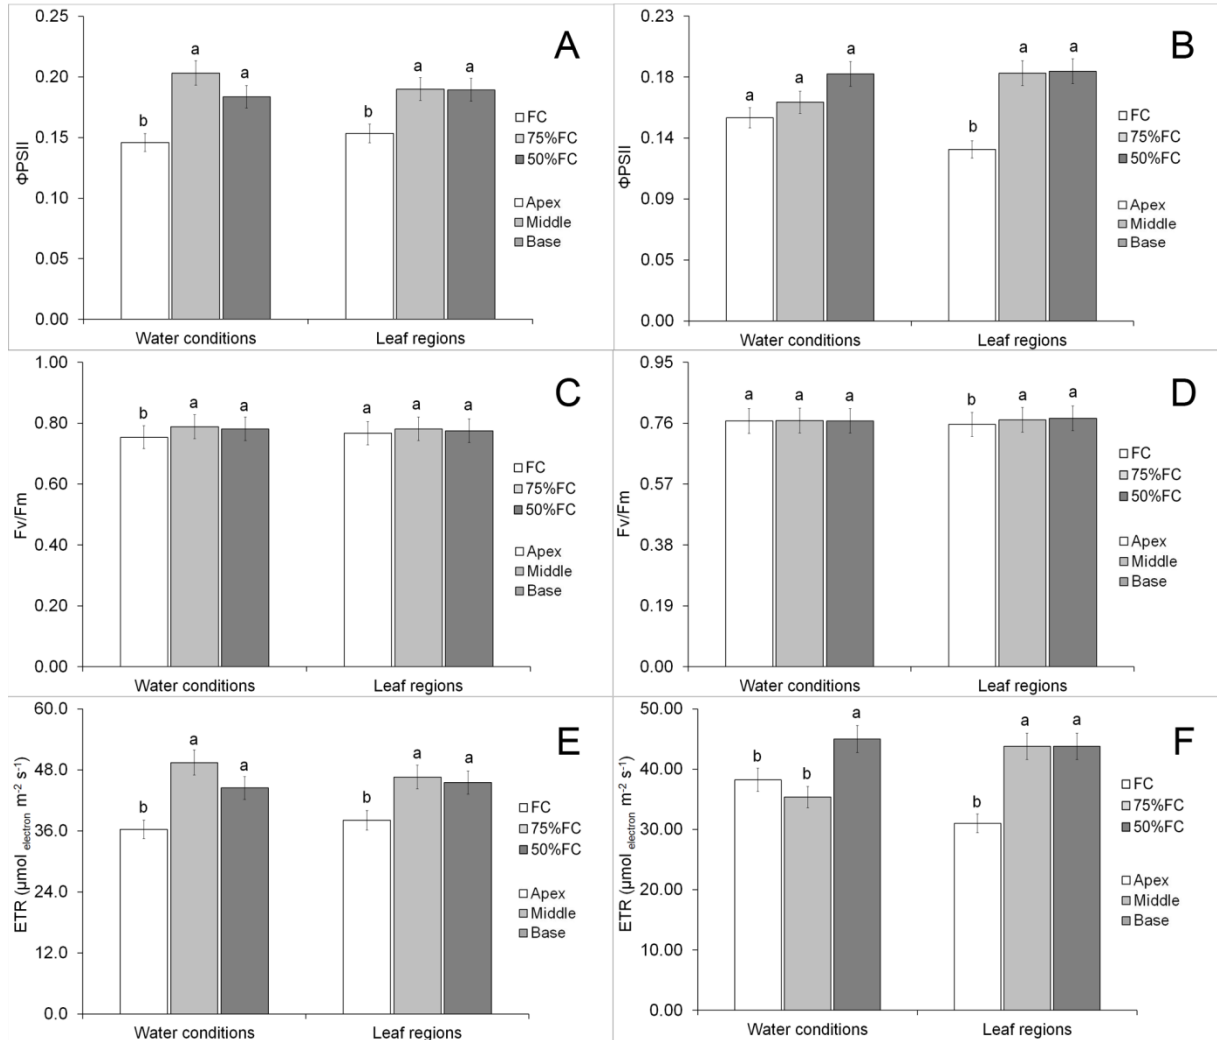 A
0.25
0.20
0.15
0.10
0.05
0.00
ΦPSII
b
a
a
b
a
a
FC
75%FC
50%FC
Apex
Middle
Base
Water conditions
Leaf regions
B
0.23
0.18
0.14
0.09
0.05
0.00
ΦPSII
a
a
a
b
a
a
FC
75%FC
50%FC
Apex
Middle
Base
Water conditions
Leaf regions
C
1.00
0.80
0.60
0.40
0.20
0.00
Fv/Fm
b
a
a
a
a
a
FC
75%FC
50%FC
Apex
Middle
Base
Water conditions
Leaf regions
D
0.95
0.76
0.57
0.38
0.19
0.00
Fv/Fm
a
a
a
b
a
a
FC
75%FC
50%FC
Apex
Middle
Base
Water conditions
Leaf regions
E
60.0
48.0
36.0
24.0
12.0
0.0
ETR (µmol electron m⁻² s⁻¹)
b
a
a
b
a
a
FC
75%FC
50%FC
Apex
Middle
Base
Water conditions
Leaf regions
F
50.00
40.00
30.00
20.00
10.00
0.00
ETR (µmol electron m⁻² s⁻¹)
b
b
a
b
a
a
FC
75%FC
50%FC
Apex
Middle
Base
Water conditions
Leaf regions